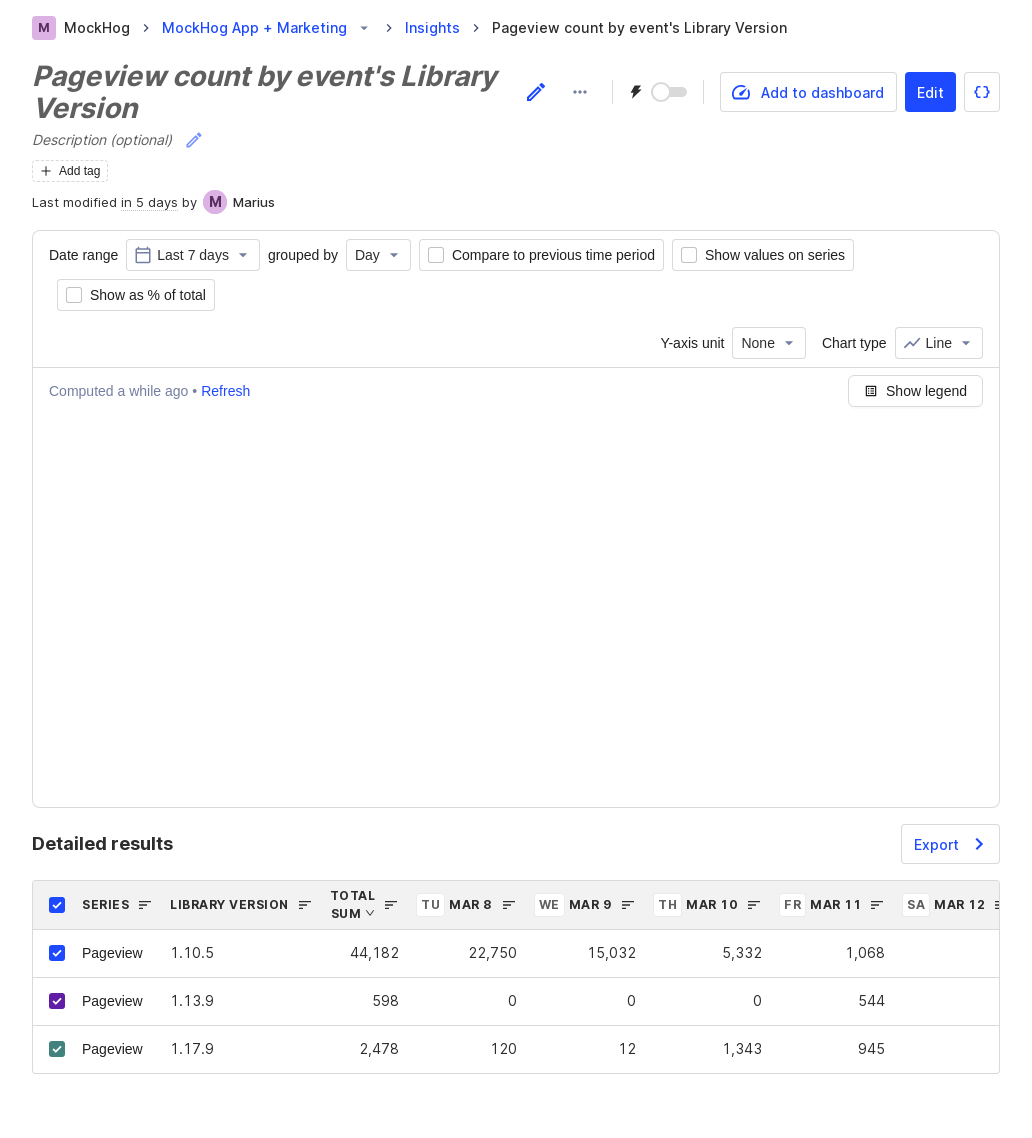 M MockHog MockHog App + Marketing Insights Pageview count by event's Library Version
Pageview count by event's Library
Version
Add to dashboard Edit
Description (optional)
Add tag
Last modified in 5 days by M Marius
Date range Last 7 days grouped by Day Compare to previous time period Show values on series
Show as % of total
Y-axis unit None Chart type Line
Computed a while ago • Refresh Show legend
Detailed results Export
SERIES LIBRARY VERSION TOTAL SUM TU MAR 8 WE MAR 9 TH MAR 10 FR MAR 11 SA MAR 12
Pageview 1.10.5 44,182 22,750 15,032 5,332 1,068
Pageview 1.13.9 598 0 0 0 544
Pageview 1.17.9 2,478 120 12 1,343 945